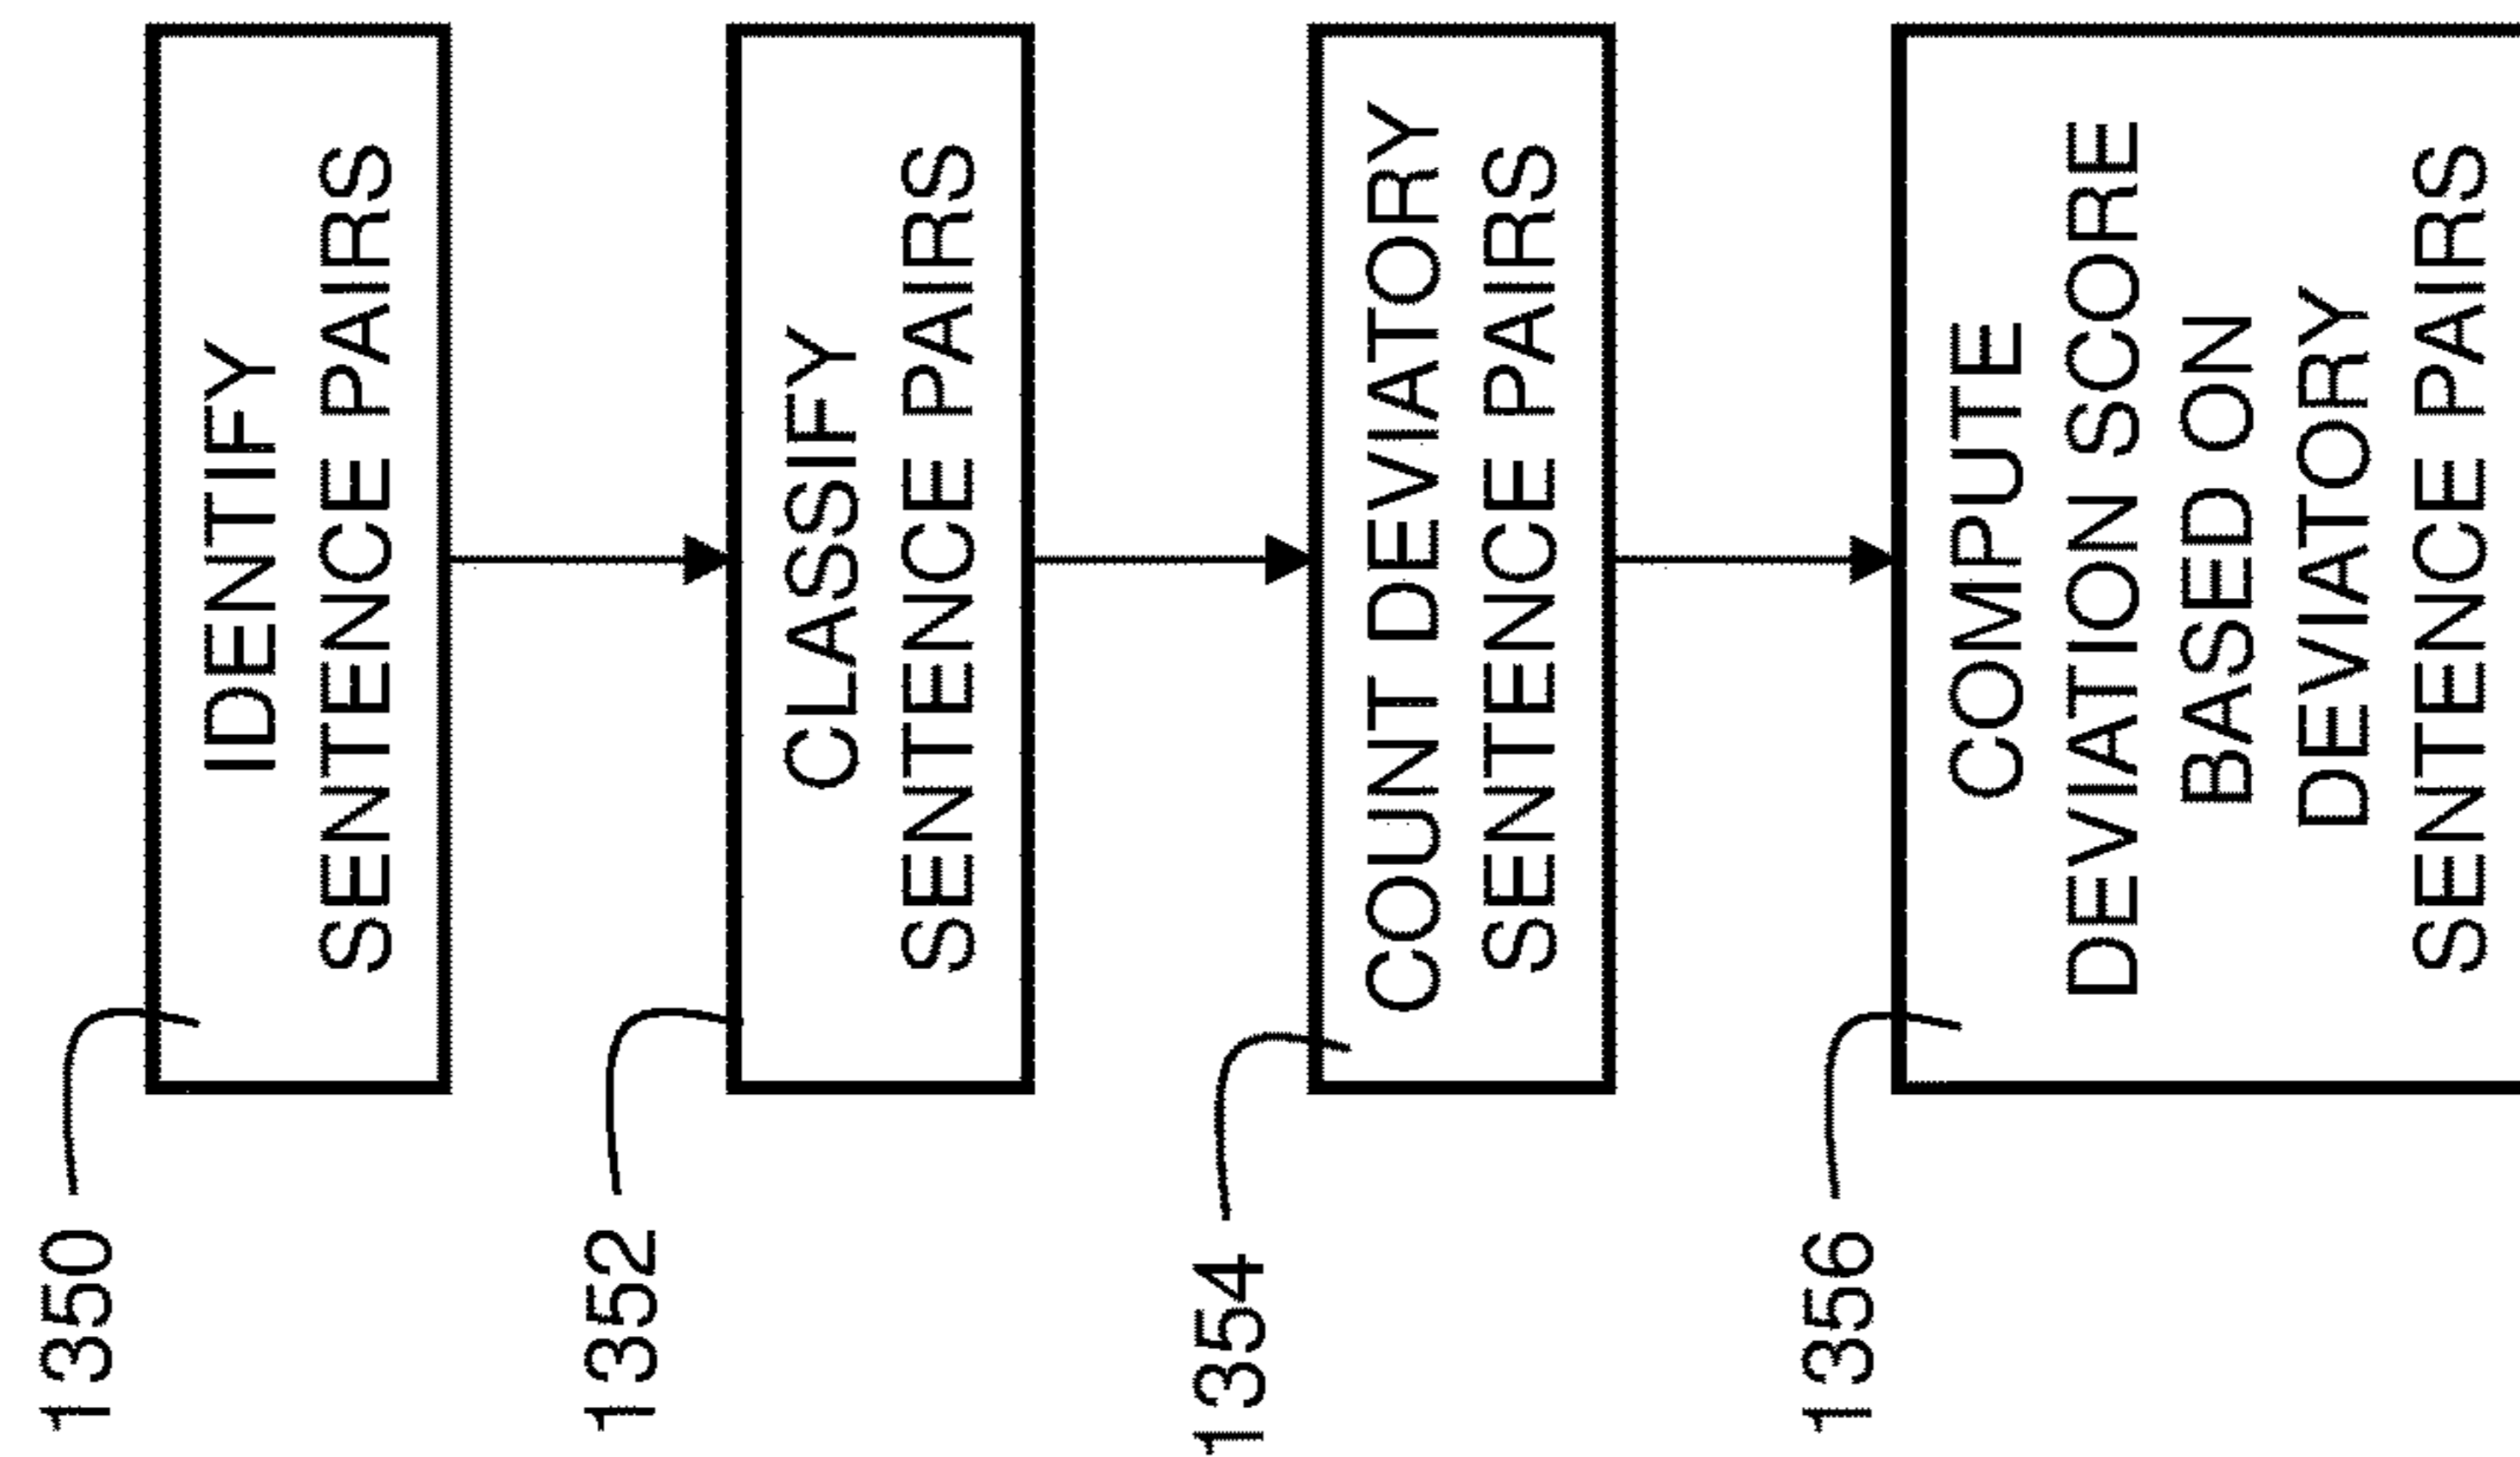 1350
IDENTIFY
SENTENCE PAIRS
1352
CLASSIFY
SENTENCE PAIRS
1354
COUNT DEVIATORY
SENTENCE PAIRS
1356
COMPUTE
DEVIATION SCORE
BASED ON
DEVIATORY
SENTENCE PAIRS